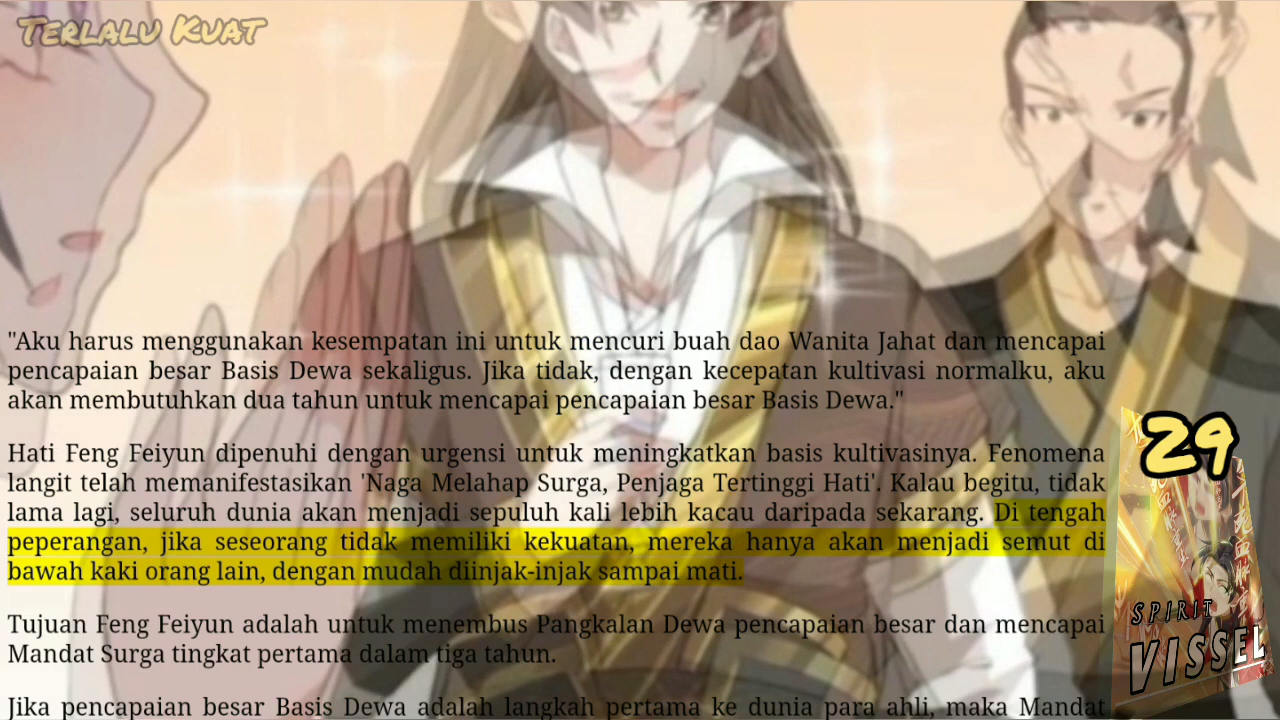 Terlalu Kuat
"Aku harus menggunakan kesempatan ini untuk mencuri buah dao Wanita Jahat dan mencapai
pencapaian besar Basis Dewa sekaligus. Jika tidak, dengan kecepatan kultivasi normalku, aku
akan membutuhkan dua tahun untuk mencapai pencapaian besar Basis Dewa."
Hati Feng Feiyun dipenuhi dengan urgensi untuk meningkatkan basis kultivasinya. Fenomena
langit telah memanifestasikan 'Naga Melahap Surga, Penjaga Tertinggi Hati'. Kalau begitu, tidak
lama lagi, seluruh dunia akan menjadi sepuluh kali lebih kacau daripada sekarang. Di tengah
peperangan, jika seseorang tidak memiliki kekuatan, mereka hanya akan menjadi semut di
bawah kaki orang lain, dengan mudah diinjak-injak sampai mati.
Tujuan Feng Feiyun adalah untuk menembus Pangkalan Dewa pencapaian besar dan mencapai
Mandat Surga tingkat pertama dalam tiga tahun.
Jika pencapaian besar Basis Dewa adalah langkah pertama ke dunia para ahli, maka Mandat
29
SPIRIT
VISSEL